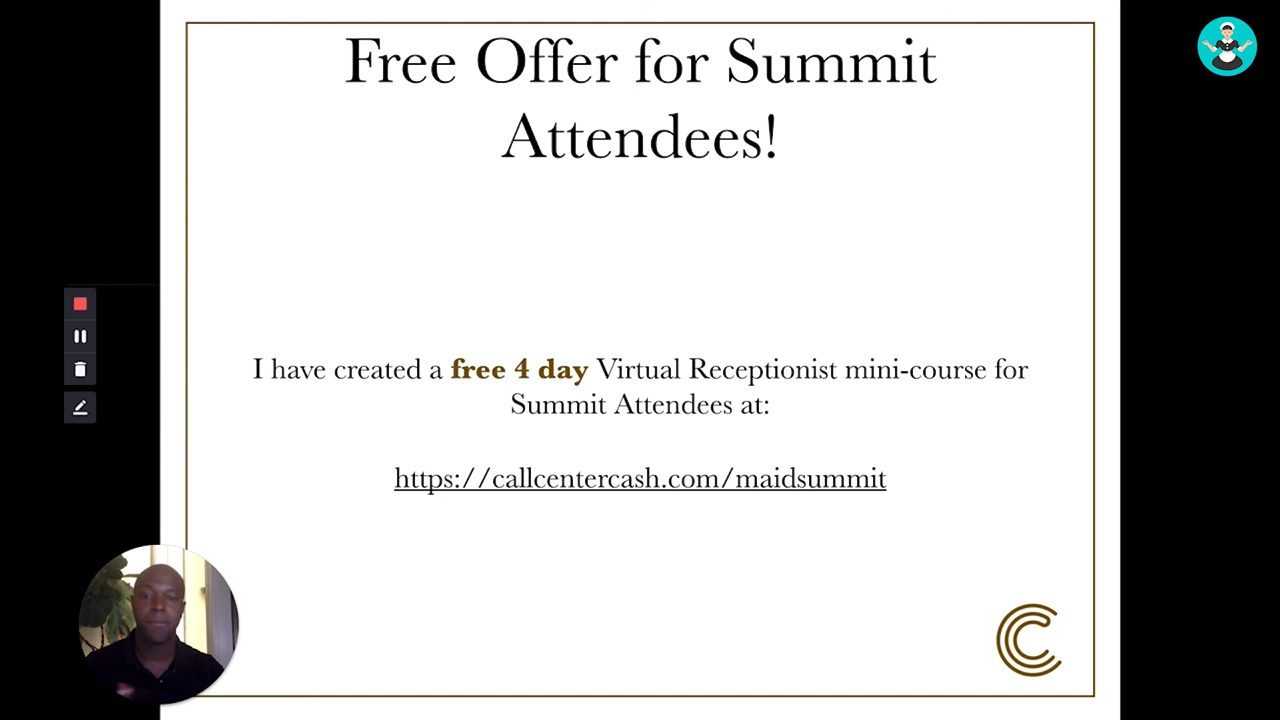 Free Offer for Summit
Attendees!
I have created a free 4 day Virtual Receptionist mini-course for
Summit Attendees at:
https://callcentercash.com/maidsummit